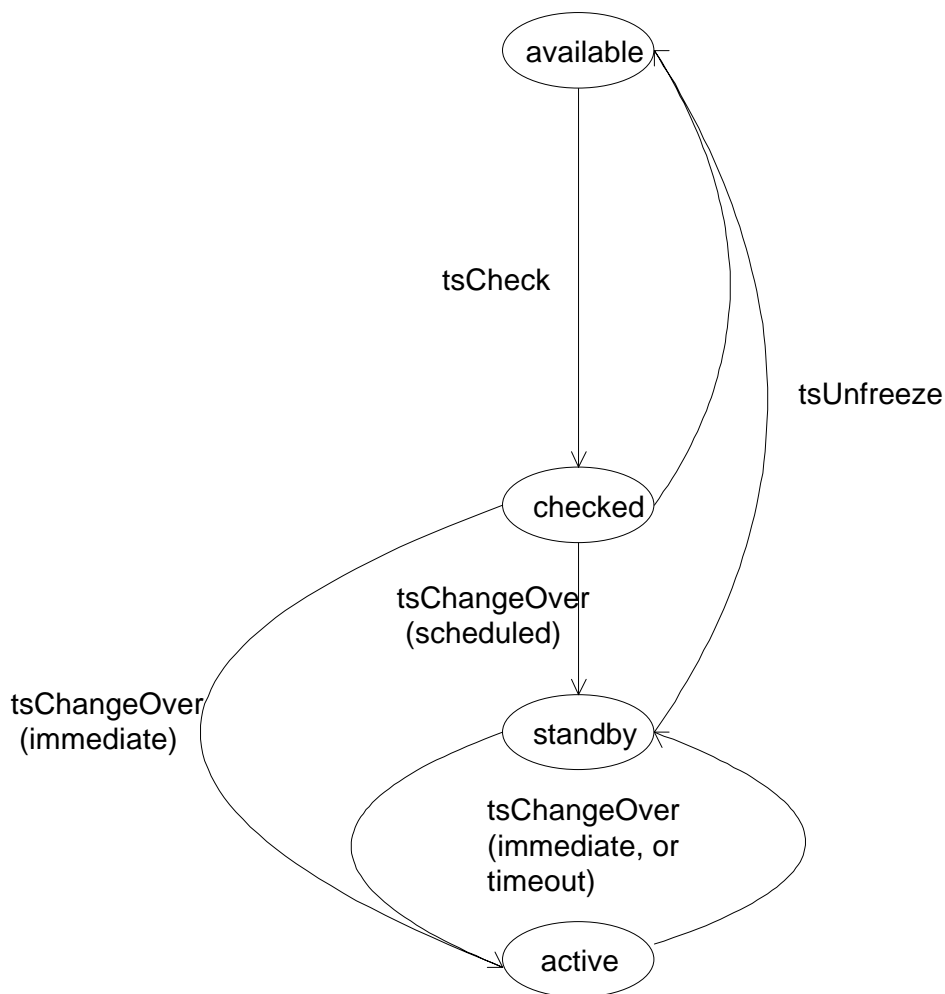 available
tsCheck
tsUnfreeze
checked
tsChangeOver
(scheduled)
tsChangeOver
(immediate)
standby
tsChangeOver
(immediate, or
timeout)
active